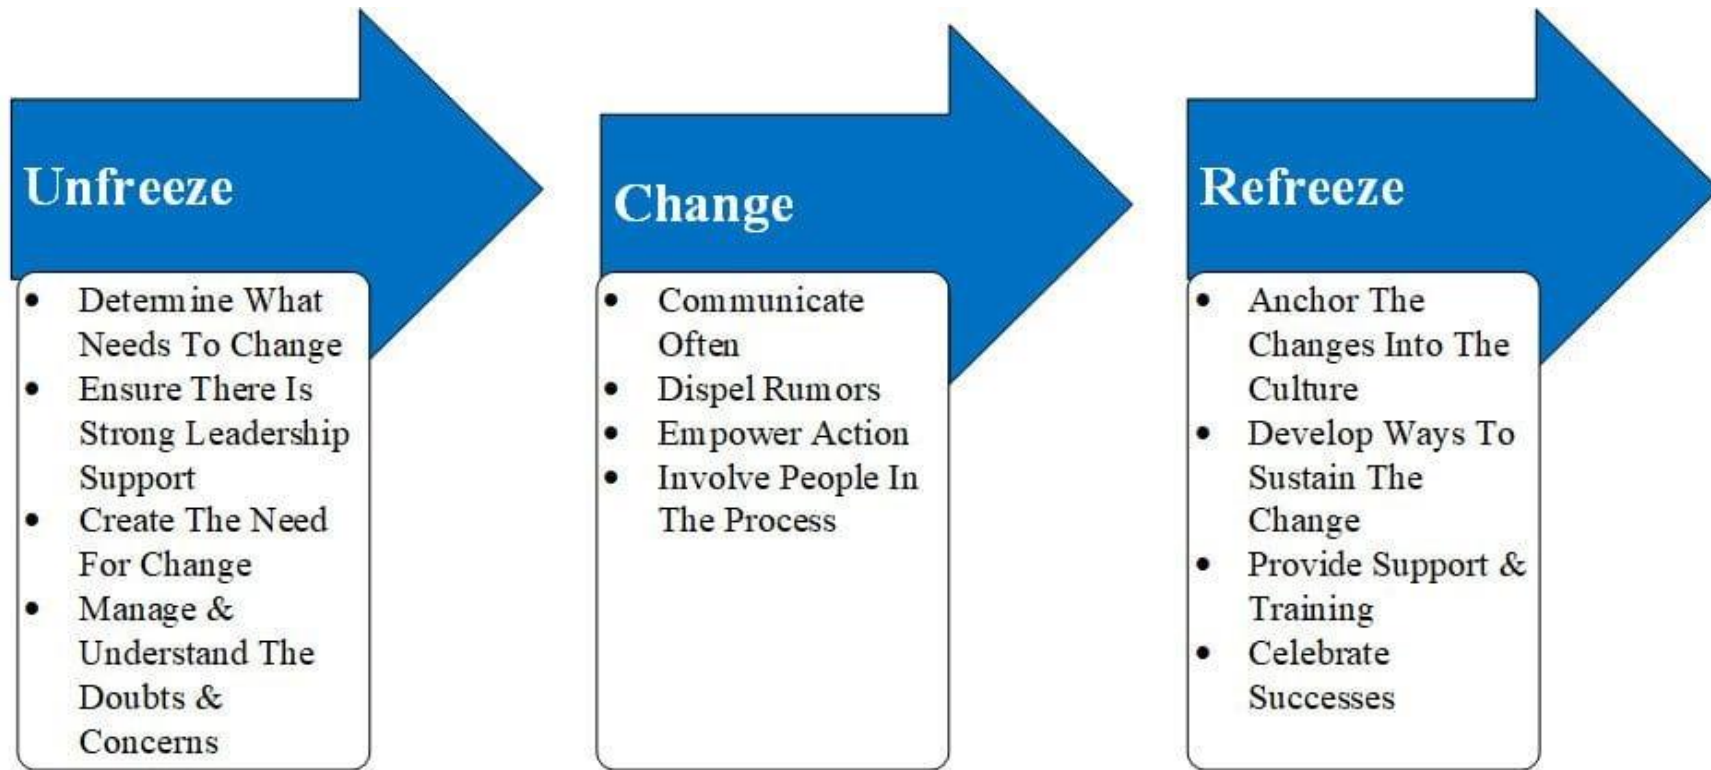 Unfreeze
• Determine What
Needs To Change
• Ensure There Is
Strong Leadership
Support
• Create The Need
For Change
• Manage &
Understand The
Doubts &
Concerns
Change
• Communicate
Often
• Dispel Rumors
• Empower Action
• Involve People In
The Process
Refreeze
• Anchor The
Changes Into The
Culture
• Develop Ways To
Sustain The
Change
• Provide Support &
Training
• Celebrate
Successes